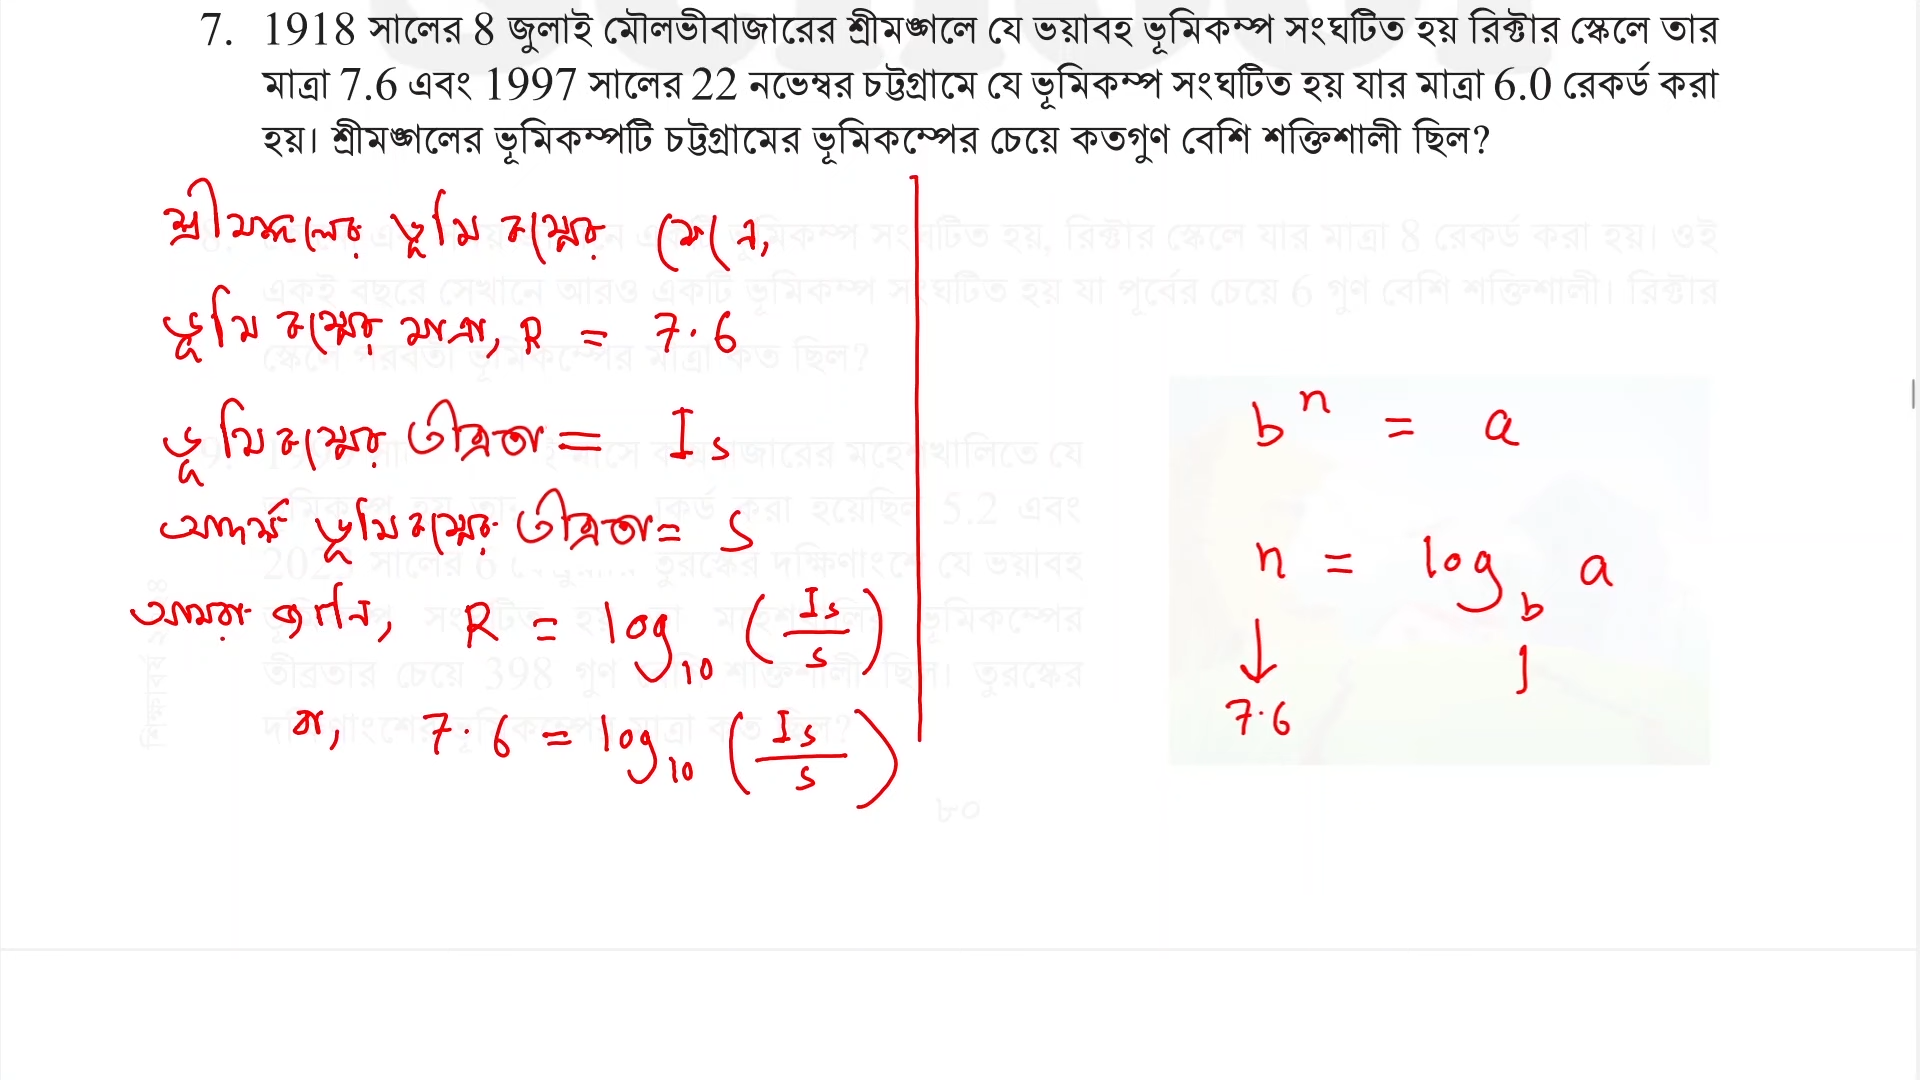 7. 1918 সালের 8 জুলাই মৌলভীবাজারের শ্রীমঙ্গলে যে ভয়াবহ ভূমিকম্প সংঘটিত হয় রিক্টার স্কেলে তার
মাত্রা 7.6 এবং 1997 সালের 22 নভেম্বর চট্টগ্রামে যে ভূমিকম্প সংঘটিত হয় যার মাত্রা 6.0 রেকর্ড করা
হয়। শ্রীমঙ্গলের ভূমিকম্পটি চট্টগ্রামের ভূমিকম্পের চেয়ে কতগুণ বেশি শক্তিশালী ছিল?
শ্রীমঙ্গলের ভূমিকম্পের ক্ষেত্রে,
ভূমিকম্পের মাত্রা, R = 7.6
ভূমিকম্পের তীব্রতা = Is
আদর্শ ভূমিকম্পের তীব্রতা = S
আমরা জানি, R = log₁₀ (Is/S)
বা, 7.6 = log₁₀ (Is/S)
bⁿ = a
n = log_b a
↓
7.6
৮০